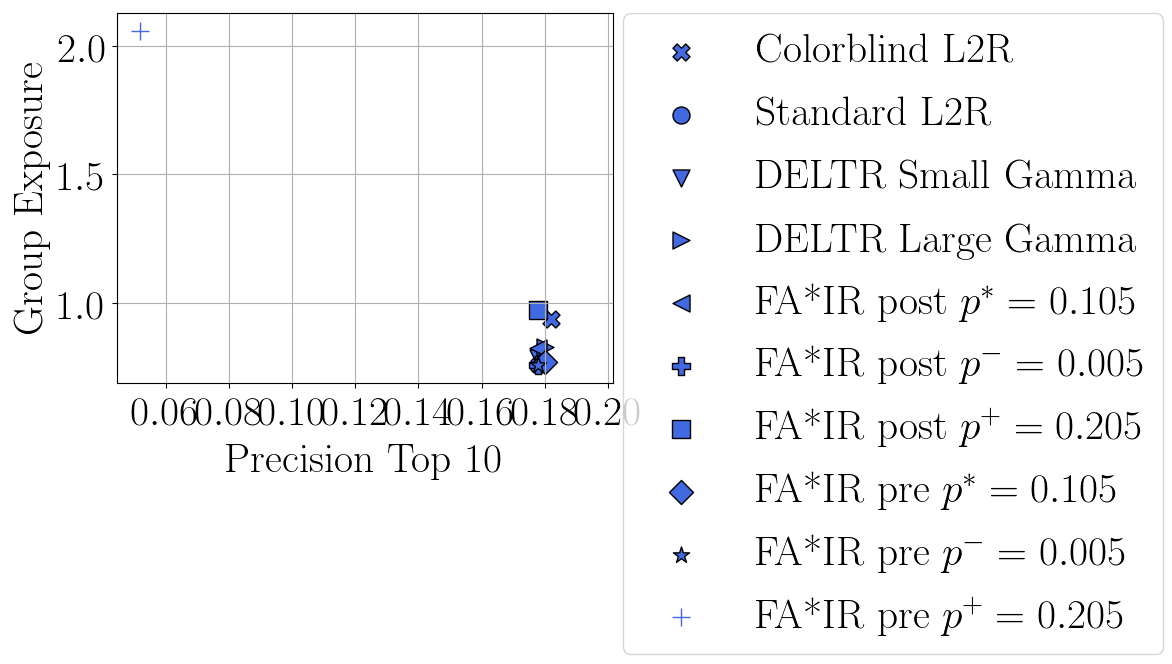 2.0
1.5
1.0
Group Exposure
0.06 0.08 0.10 0.12 0.14 0.16 0.18 0.20
Precision Top 10
Colorblind L2R
Standard L2R
DELTR Small Gamma
DELTR Large Gamma
FA*IR post p* = 0.105
FA*IR post p⁻ = 0.005
FA*IR post p⁺ = 0.205
FA*IR pre p* = 0.105
FA*IR pre p⁻ = 0.005
FA*IR pre p⁺ = 0.205